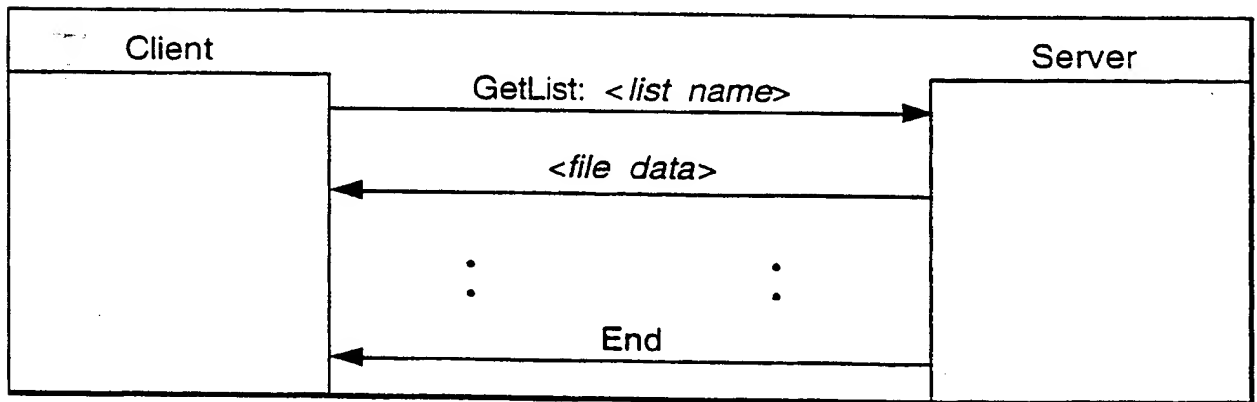 Client
Server
GetList: <list name>
<file data>
End